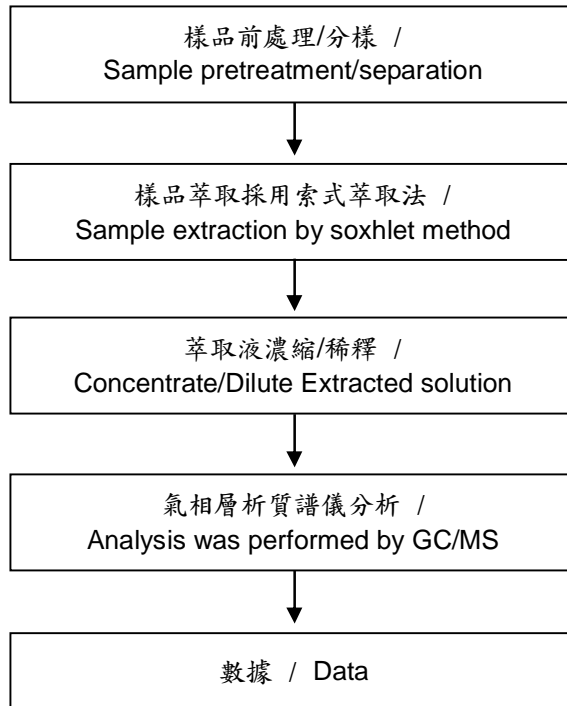 樣品前處理/分樣 /
Sample pretreatment/separation
樣品萃取採用索式萃取法 /
Sample extraction by soxhlet method
萃取液濃縮/稀釋 /
Concentrate/Dilute Extracted solution
氣相層析質譜儀分析 /
Analysis was performed by GC/MS
數據 / Data